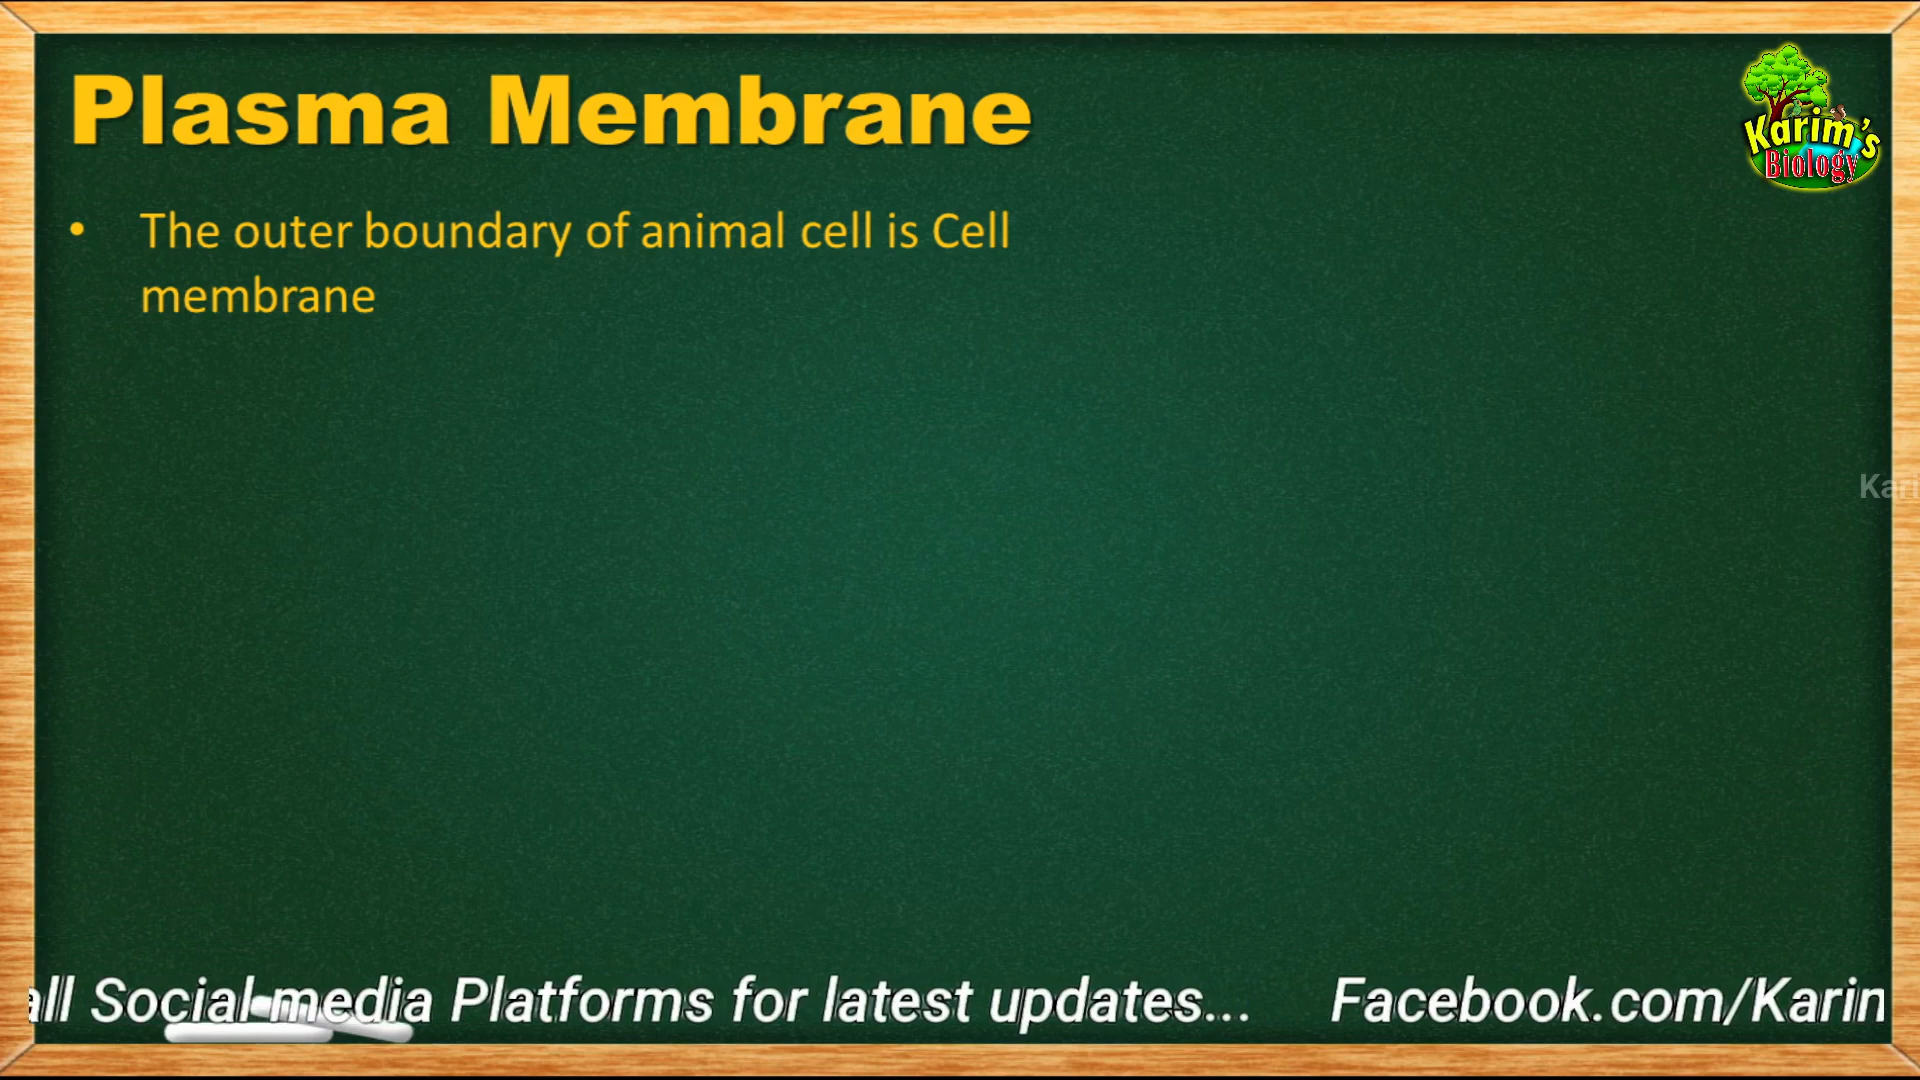 Plasma Membrane
Karim's
Biology
• The outer boundary of animal cell is Cell
membrane
Kari
all Social media Platforms for latest updates... Facebook.com/Karin